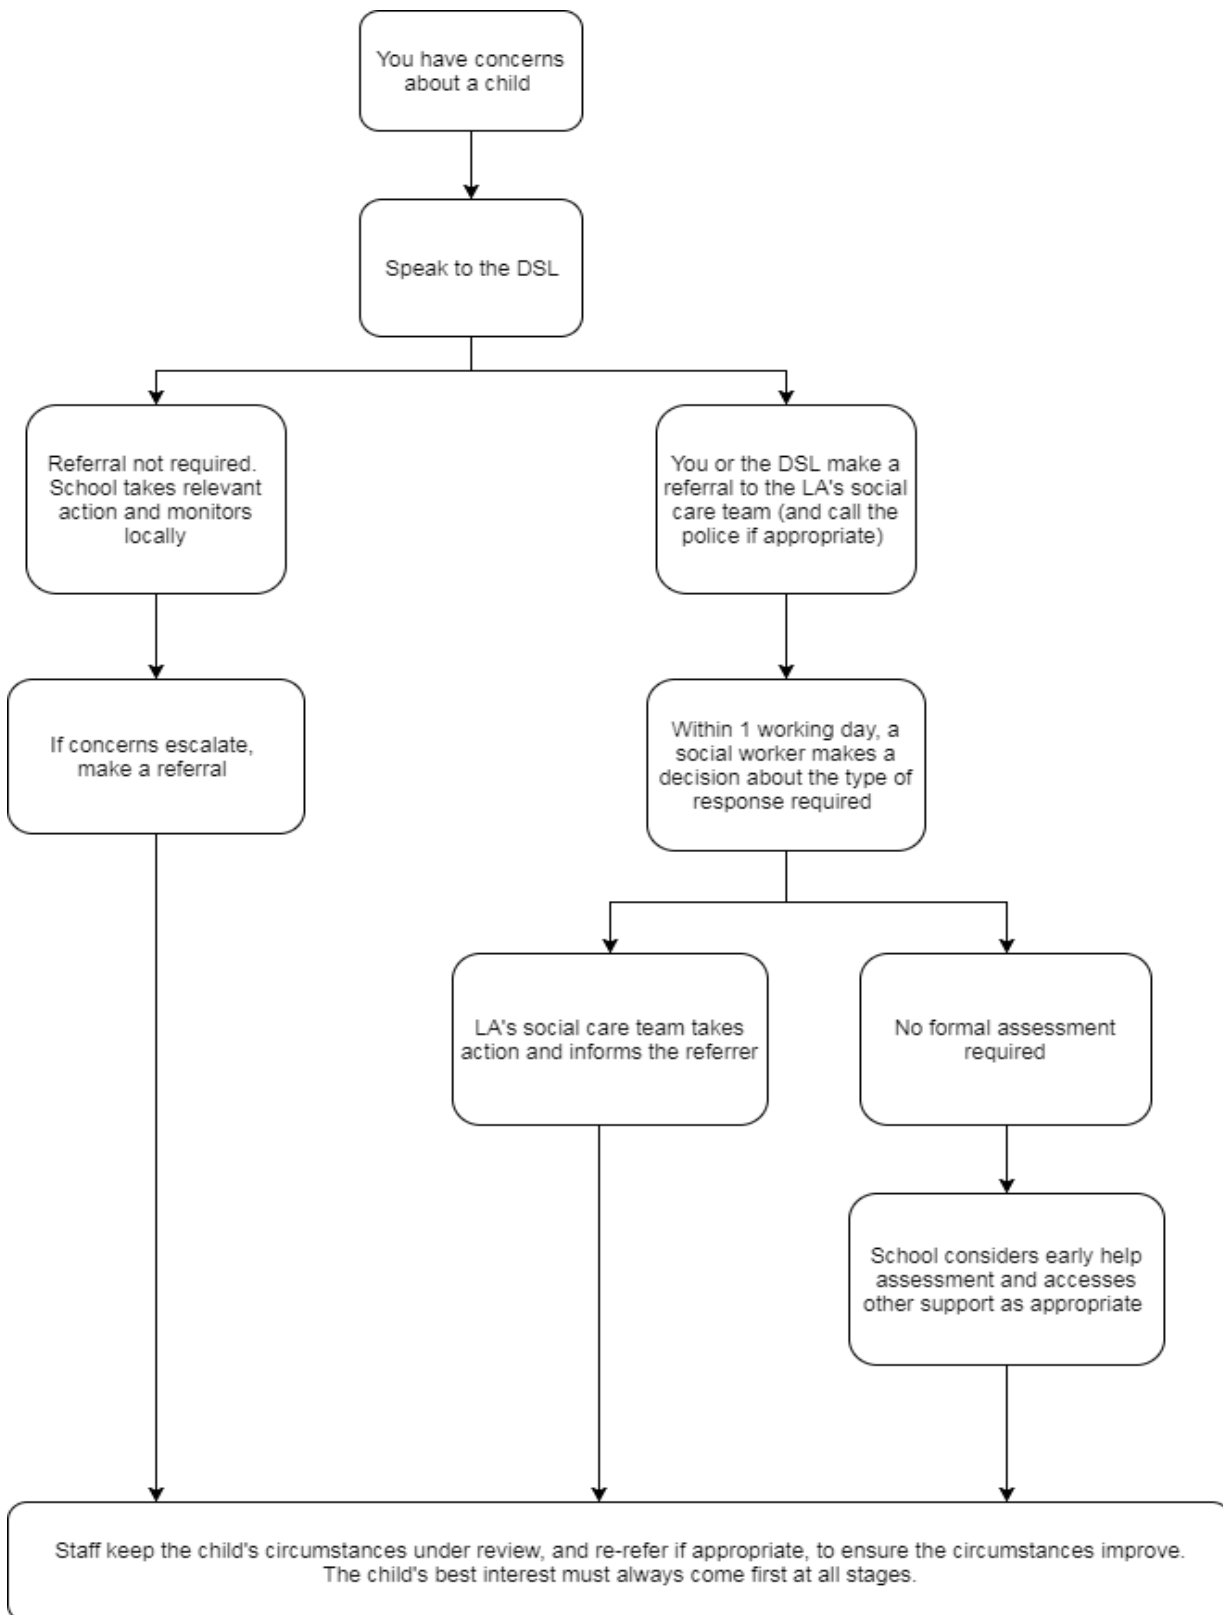 You have concerns
about a child
Speak to the DSL
Referral not required.
School takes relevant
action and monitors
locally
You or the DSL make a
referral to the LA's social
care team (and call the
police if appropriate)
If concerns escalate,
make a referral
Within 1 working day, a
social worker makes a
decision about the type of
response required
LA's social care team takes
action and informs the referrer
No formal assessment
required
School considers early help
assessment and accesses
other support as appropriate
Staff keep the child's circumstances under review, and re-refer if appropriate, to ensure the circumstances improve.
The child's best interest must always come first at all stages.